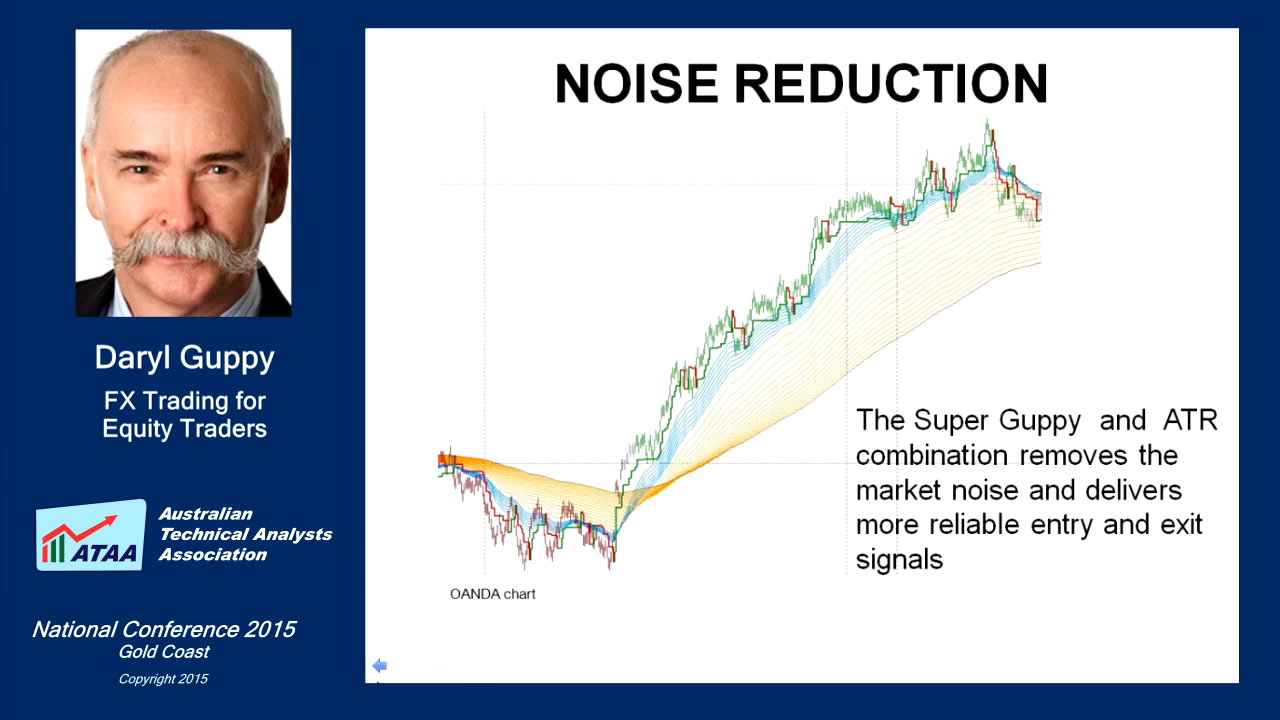 Daryl Guppy
FX Trading for
Equity Traders
ATAA
Australian
Technical Analysts
Association
National Conference 2015
Gold Coast
Copyright 2015
NOISE REDUCTION
The Super Guppy and ATR
combination removes the
market noise and delivers
more reliable entry and exit
signals
OANDA chart